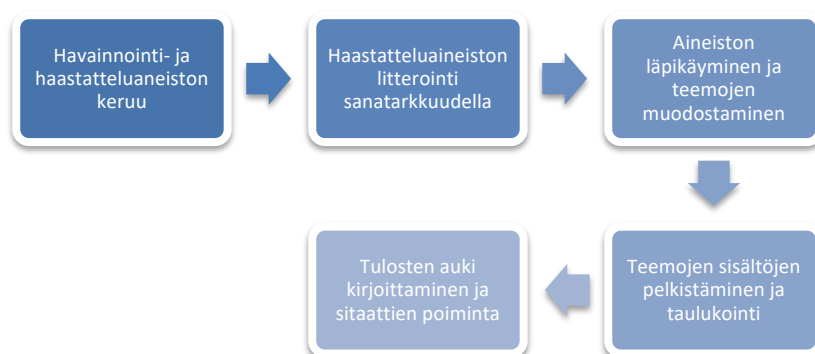 Havainnointi- ja
haastatteluaneiston
keruu
Haastatteluaineiston
litterointi
sanatarkkuudella
Aineiston
läpikäyminen ja
teemojen
muodostaminen
Teemojen sisältöjen
pelkistäminen ja
taulukointi
Tulosten auki
kirjoittaminen ja
sitaattien poiminta